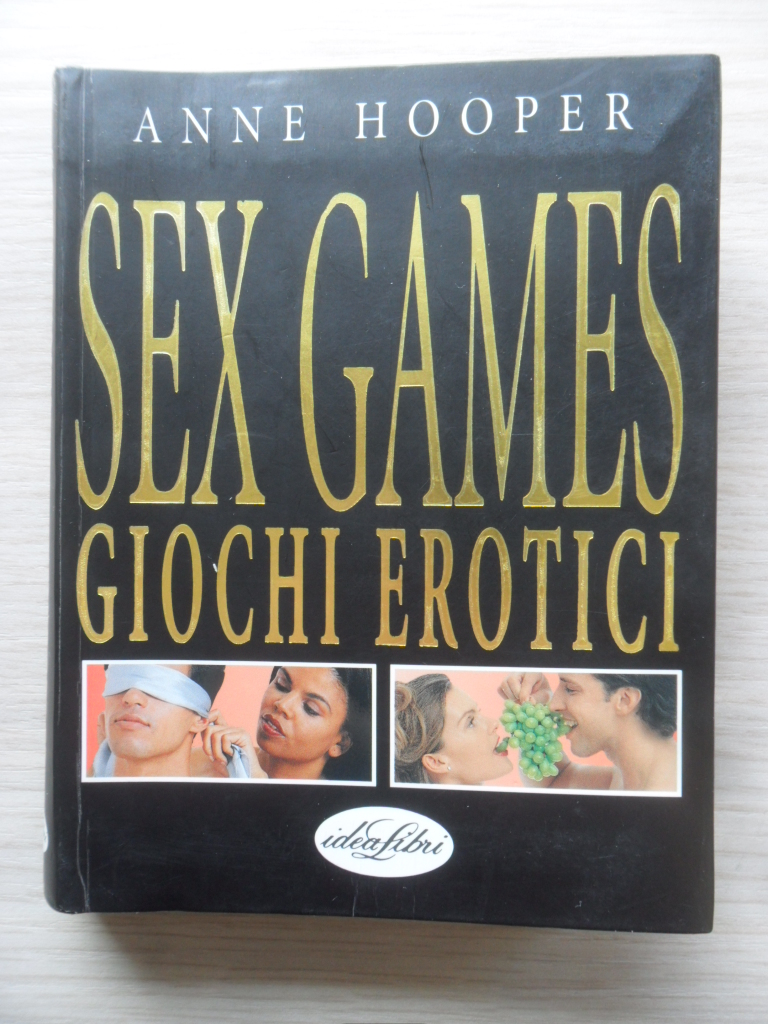 ANNE HOOPER
SEX GAMES
GIOCHI EROTICI
ideaLibri